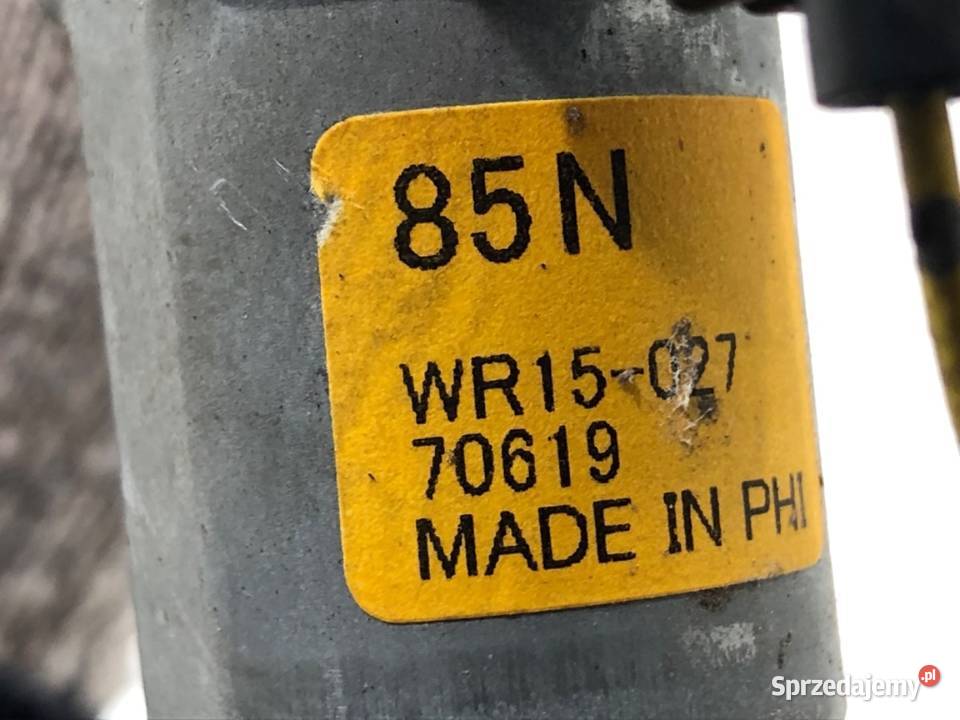 85N
WR15-027
70619
MADE IN PHI
Sprzedajemy.pl